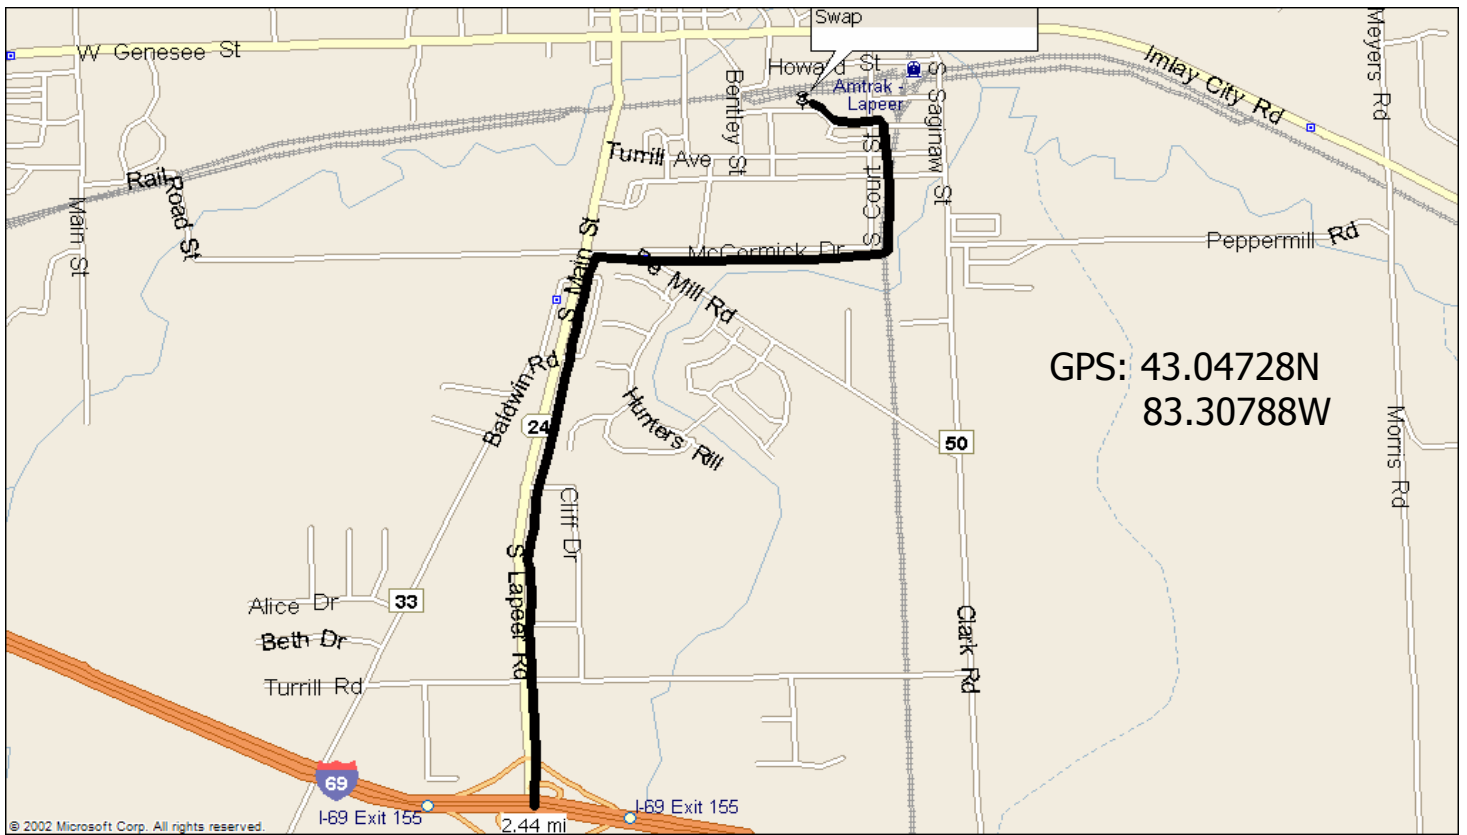 Swap
W Genesee St
Howard St
Amtrak -
Lapeer
Imlay City Rd
Meyers Rd
Bentley St
S Saginaw St
Turrill Ave
Rail Road St
Main St
S Court St
S Main St
McCormick Dr
Peppermill Rd
Mill Rd
GPS: 43.04728N
83.30788W
Baldwin Rd
Hunters Rill
24
50
Morris Rd
Cliff Dr
S Lapeer Rd
Alice Dr
33
Beth Dr
Clark Rd
Turrill Rd
69
I-69 Exit 155
I-69 Exit 155
2.44 mi
© 2002 Microsoft Corp. All rights reserved.